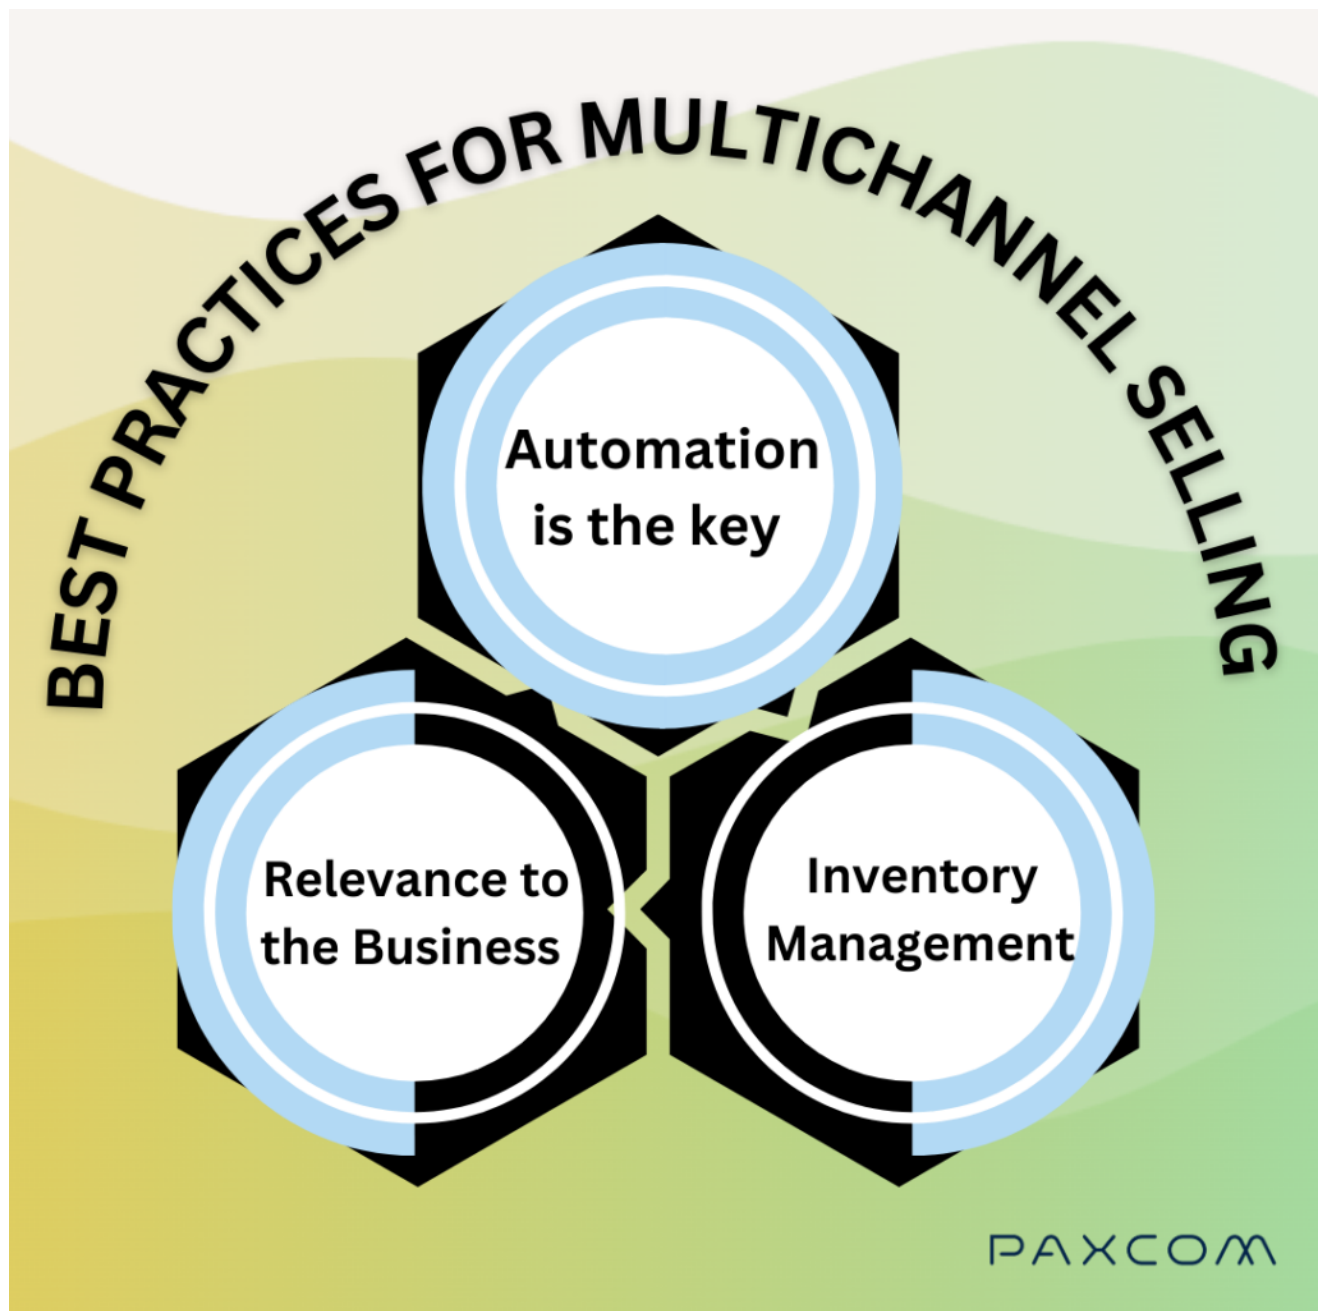 BEST PRACTICES FOR MULTICHANNEL SELLING
Automation
is the key
Relevance to
the Business
Inventory
Management
PAXCOM